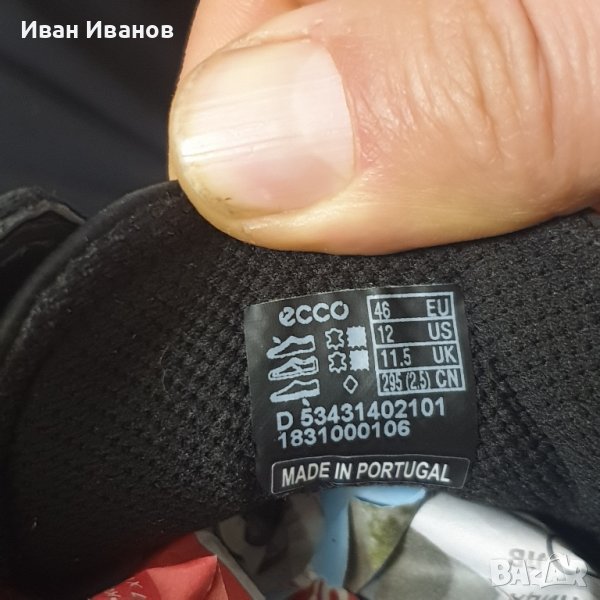 Иван Иванов
ecco
46 EU
12 US
11.5 UK
295 (2.5) CN
D 53431402101
1831000106
MADE IN PORTUGAL
BAZAR